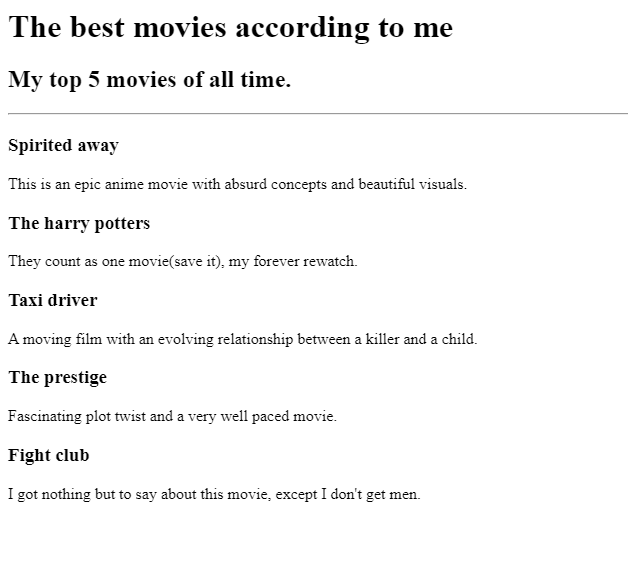 The best movies according to me
My top 5 movies of all time.
Spirited away
This is an epic anime movie with absurd concepts and beautiful visuals.
The harry potters
They count as one movie(save it), my forever rewatch.
Taxi driver
A moving film with an evolving relationship between a killer and a child.
The prestige
Fascinating plot twist and a very well paced movie.
Fight club
I got nothing but to say about this movie, except I don't get men.